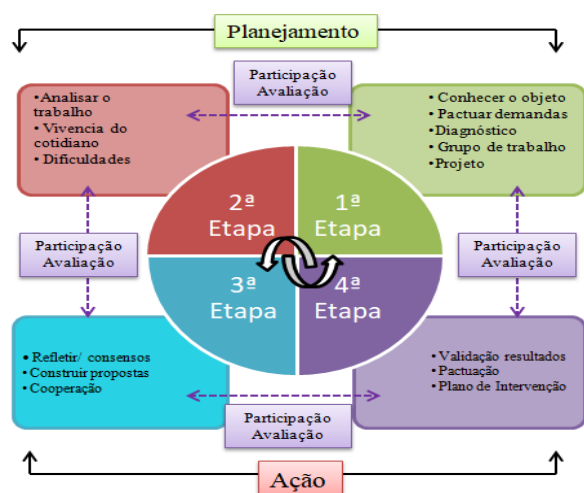 Planejamento
Participação
Avaliação
•Analisar o
trabalho
• Vivencia do
cotidiano
• Dificuldades
•Conhecer o objeto
• Pactuar demandas
•Diagnóstico
•Grupo de trabalho
•Projeto
2ª
Etapa
1ª
Etapa
Participação
Avaliação
Participação
Avaliação
3ª
Etapa
4ª
Etapa
• Refletir/ consensos
•Construir propostas
•Cooperação
• Validação resultados
• Pactuação
• Plano de Intervenção
Participação
Avaliação
Ação